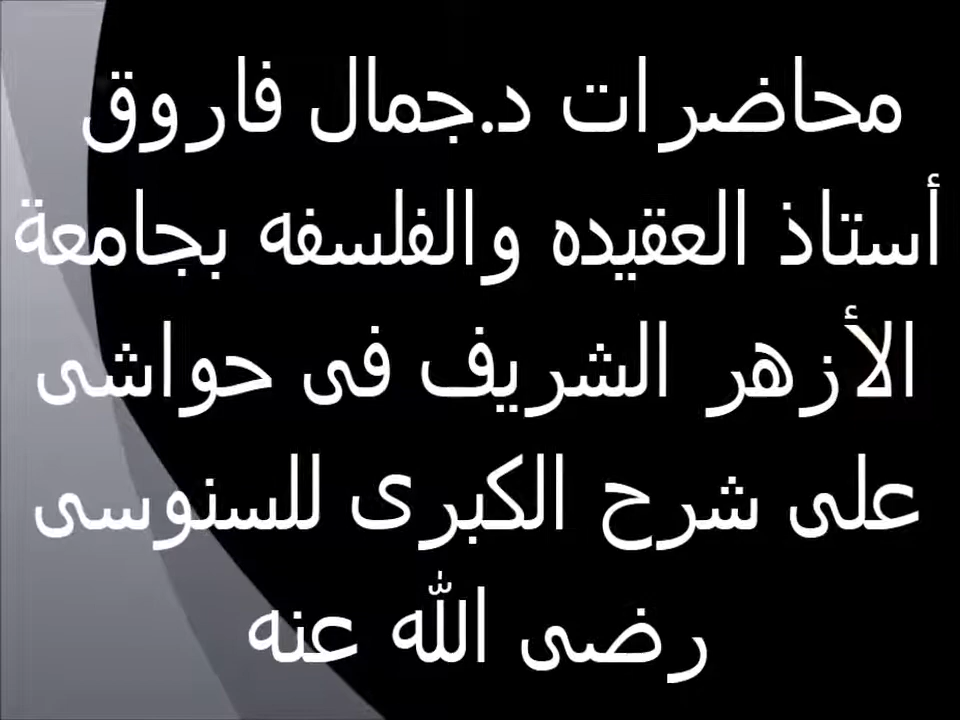 محاضرات د.جمال فاروق
أستاذ العقيده والفلسفه بجامعة
الأزهر الشريف فى حواشى
على شرح الكبرى للسنوسى
رضى الله عنه